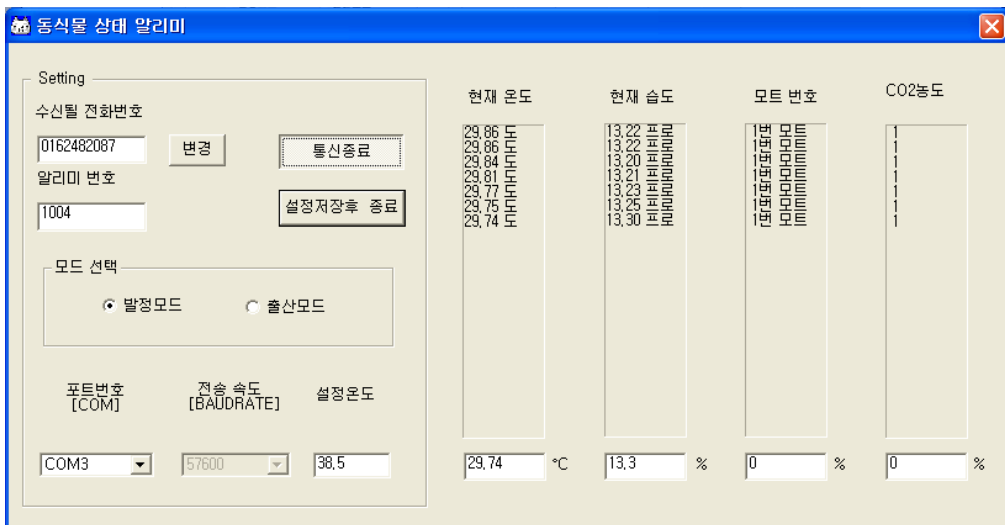 동식물 상태 알리미
Setting
수신될 전화번호
0162482087
변경
통신종료
알리미 번호
1004
설정저장후 종료
모드 선택
발정모드
출산모드
포트번호
[COM]
전송 속도
[BAUDRATE]
설정온도
COM3
57600
38.5
현재 온도
현재 습도
모트 번호
CO2농도
29.86 도
13.22 프로
1번 모트
1
29.86 도
13.22 프로
1번 모트
1
29.84 도
13.20 프로
1번 모트
1
29.81 도
13.21 프로
1번 모트
1
29.77 도
13.23 프로
1번 모트
1
29.75 도
13.25 프로
1번 모트
1
29.74 도
13.30 프로
1번 모트
1
29.74 °C
13.3 %
0 %
0 %